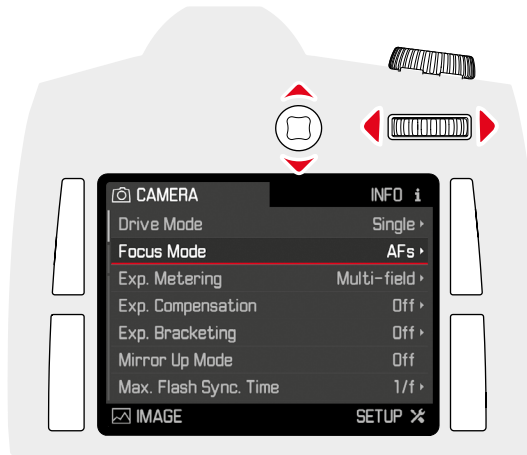 CAMERA INFO i
Drive Mode Single
Focus Mode AFs
Exp. Metering Multi-field
Exp. Compensation Off
Exp. Bracketing Off
Mirror Up Mode Off
Max. Flash Sync. Time 1/f
IMAGE SETUP